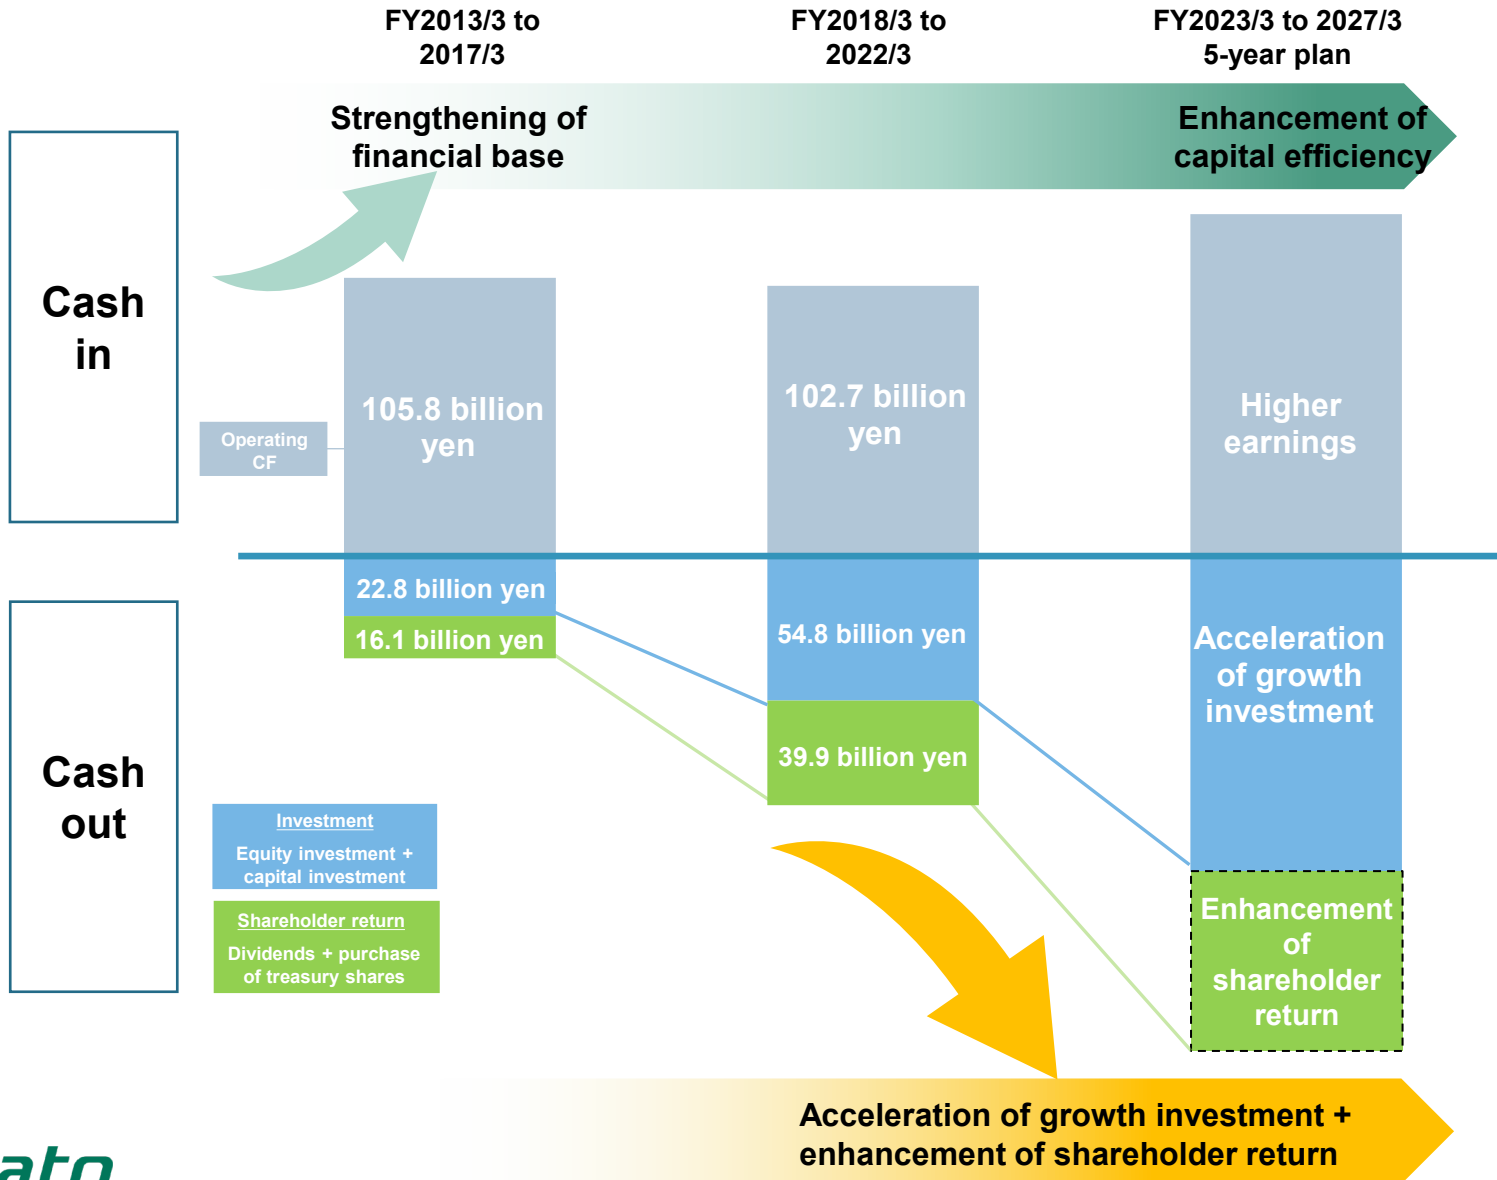 FY2013/3 to
2017/3
FY2018/3 to
2022/3
FY2023/3 to 2027/3
5-year plan
Strengthening of
financial base
Enhancement of
capital efficiency
Cash
in
Operating
CF
105.8 billion
yen
102.7 billion
yen
Higher
earnings
22.8 billion yen
16.1 billion yen
54.8 billion yen
39.9 billion yen
Acceleration
of growth
investment
Enhancement
of
shareholder
return
Cash
out
Investment
Equity investment +
capital investment
Shareholder return
Dividends + purchase
of treasury shares
Acceleration of growth investment +
enhancement of shareholder return